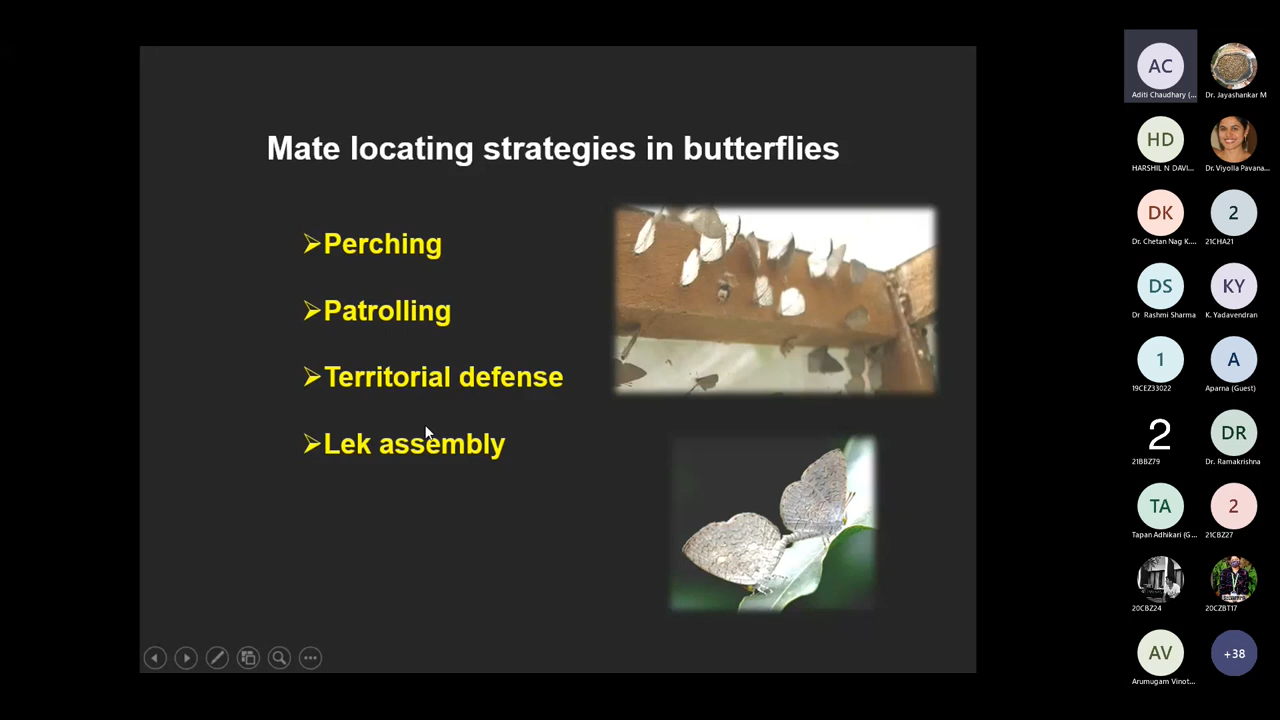 Mate locating strategies in butterflies
➢Perching
➢Patrolling
➢Territorial defense
➢Lek assembly
AC
Aditi Chaudhary (...
Dr. Jayashankar M
HD
HARSHIL N DAVI...
Dr. Viyolla Pavana...
DK
Dr. Chetan Nag K....
2
21CHA21
DS
Dr Rashmi Sharma
KY
K. Yadavendran
1
19CEZ33022
A
Aparna (Guest)
2
21BBZ79
DR
Dr. Ramakrishna
TA
Tapan Adhikari (G...
2
21CBZ27
20CBZ24
20CZBT17
AV
Arumugam Vinot...
+38